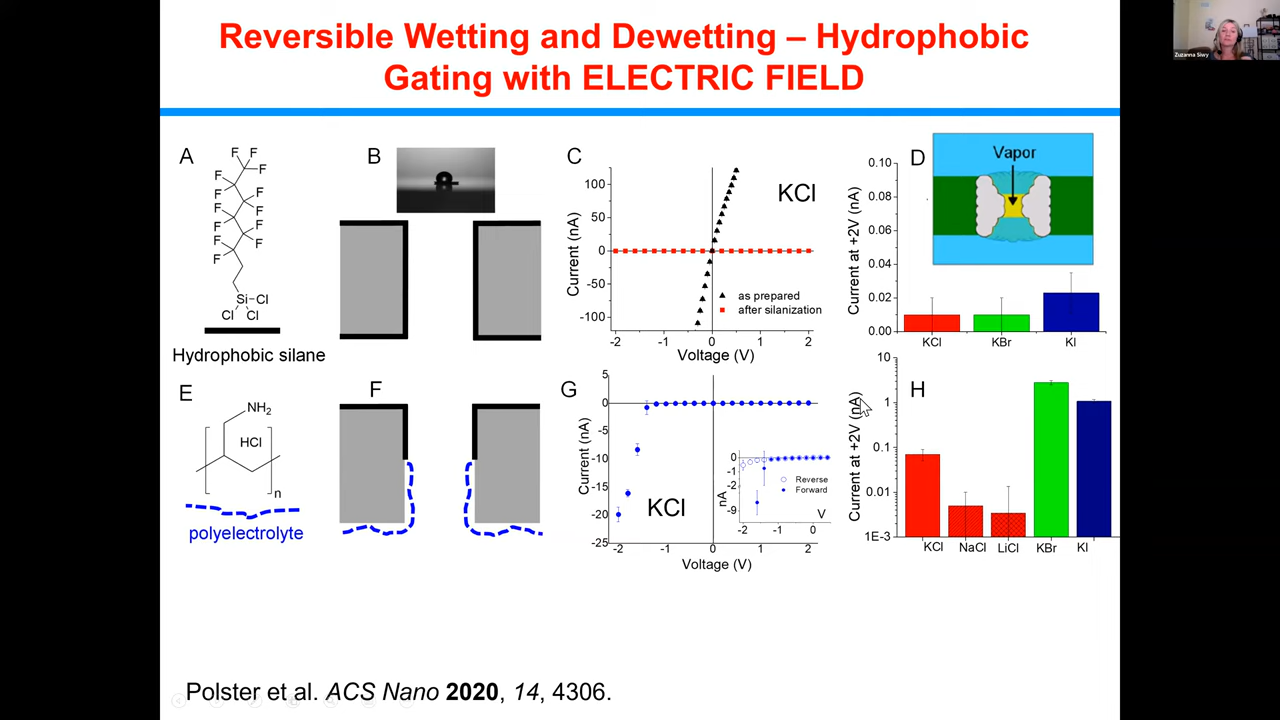 Reversible Wetting and Dewetting – Hydrophobic
Gating with ELECTRIC FIELD
Zuzanna Siwy
A
F F
F
F
F
F
F
F
F
F
F
F
F
F
Si
Cl
Cl
Cl
Hydrophobic silane
B
C
Current (nA)
100
50
0
-50
-100
KCl
as prepared
after silanization
-2 -1 0 1 2
Voltage (V)
D
Current at +2V (nA)
0.10
0.08
0.06
0.04
0.02
0.00
Vapor
KCl KBr KI
E
NH2
HCl
n
polyelectrolyte
F
G
Current (nA)
5
0
-5
-10
-15
-20
-25
KCl
nA
0
-1
-2
-9
Reverse
Forward
-2 -1 0
V
-2 -1 0 1 2
Voltage (V)
H
Current at +2V (nA)
10
1
0.1
0.01
1E-3
KCl NaCl LiCl KBr KI
Polster et al. ACS Nano 2020, 14, 4306.